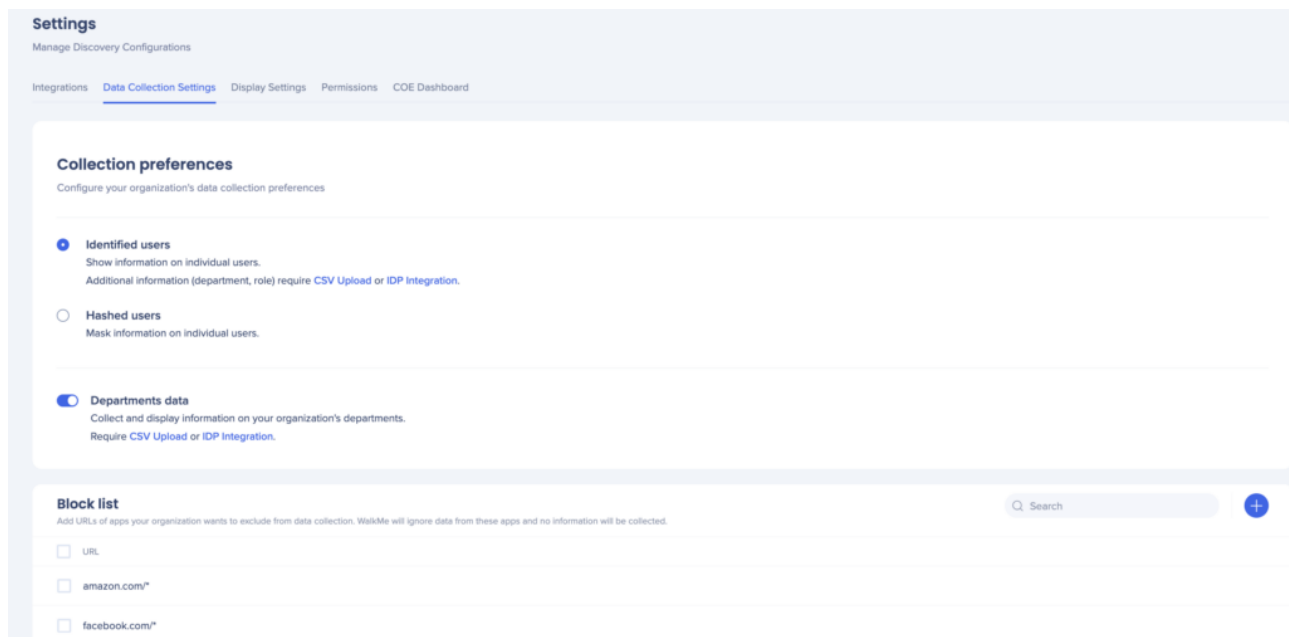 Settings
Manage Discovery Configurations
Integrations Data Collection Settings Display Settings Permissions COE Dashboard
Collection preferences
Configure your organization's data collection preferences
Identified users
Show information on individual users.
Additional information (department, role) require CSV Upload or IDP Integration.
Hashed users
Mask information on individual users.
Departments data
Collect and display information on your organization's departments.
Require CSV Upload or IDP Integration.
Block list
Search
Add URLs of apps your organization wants to exclude from data collection. WalkMe will ignore data from these apps and no information will be collected.
URL
amazon.com/*
facebook.com/*